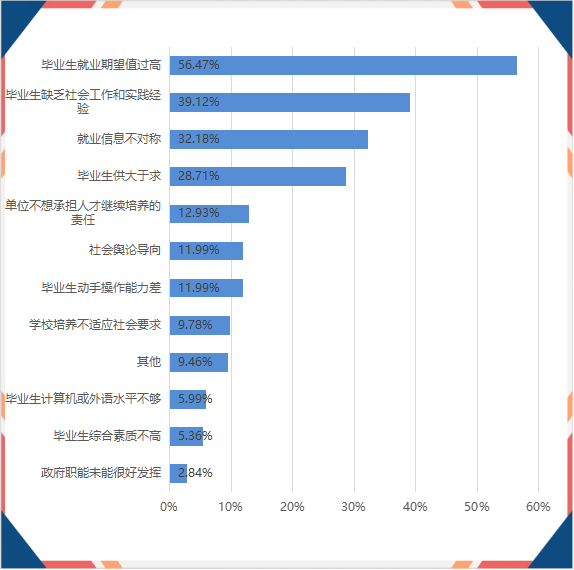 毕业生就业期望值过高
56.47%
毕业生缺乏社会工作和实践经
验
39.12%
就业信息不对称
32.18%
毕业生供大于求
28.71%
单位不想承担人才继续培养的
责任
12.93%
社会舆论导向
11.99%
毕业生动手操作能力差
11.99%
学校培养不适应社会要求
9.78%
其他
9.46%
毕业生计算机或外语水平不够
5.99%
毕业生综合素质不高
5.36%
政府职能未能很好发挥
2.84%
0% 10% 20% 30% 40% 50% 60%